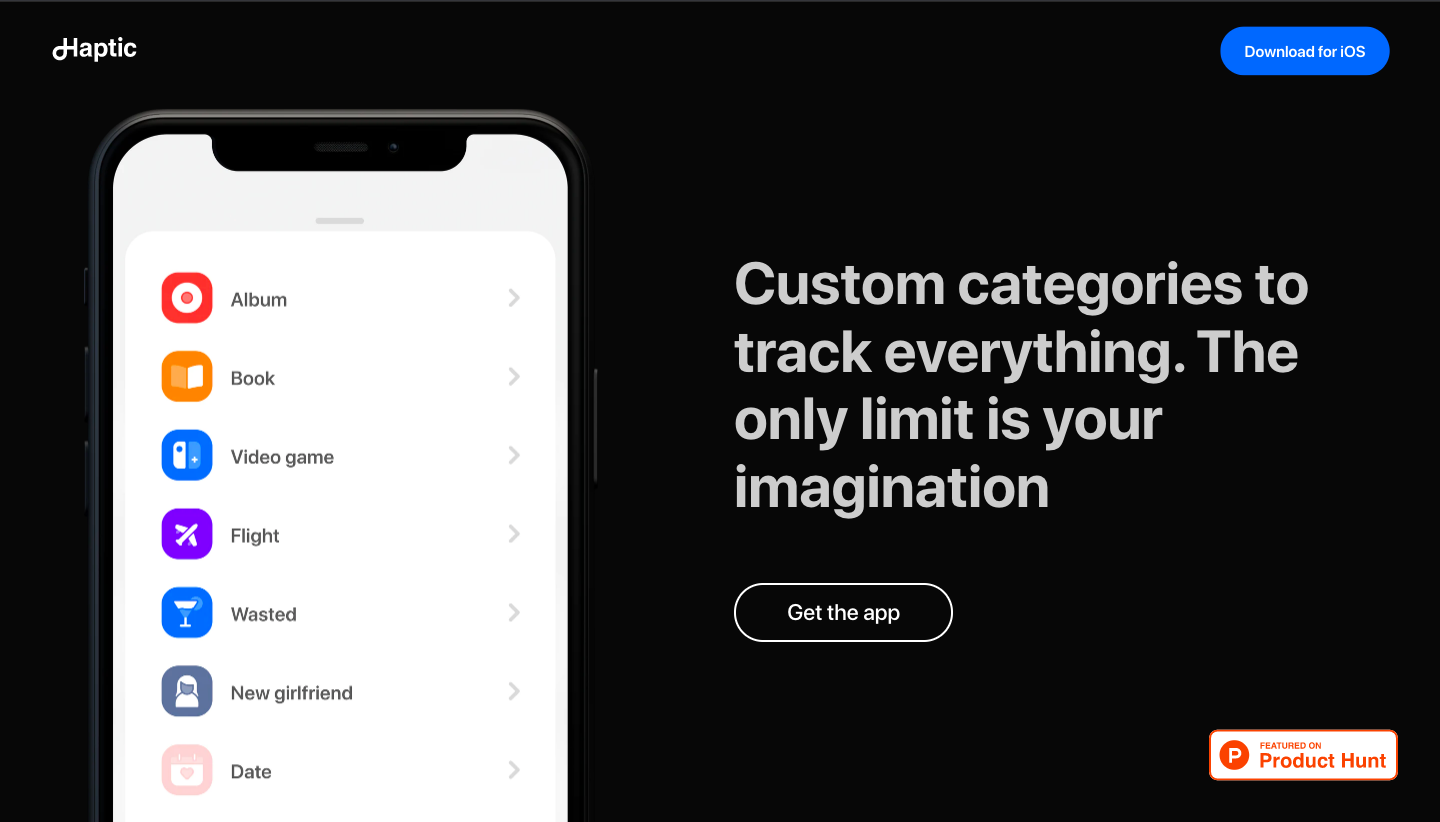 Haptic
Download for iOS
Album
Book
Video game
Flight
Wasted
New girlfriend
Date
Custom categories to
track everything. The
only limit is your
imagination
Get the app
FEATURED ON
Product Hunt